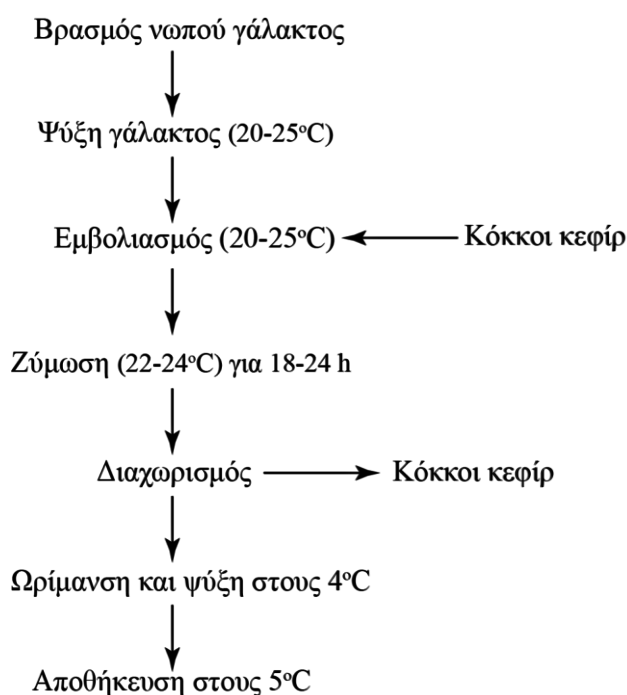 Βρασμός νωπού γάλακτος
Ψύξη γάλακτος (20-25°C)
Εμβολιασμός (20-25°C) Κόκκοι κεφίρ
Ζύμωση (22-24°C) για 18-24 h
Διαχωρισμός Κόκκοι κεφίρ
Ωρίμανση και ψύξη στους 4°C
Αποθήκευση στους 5°C